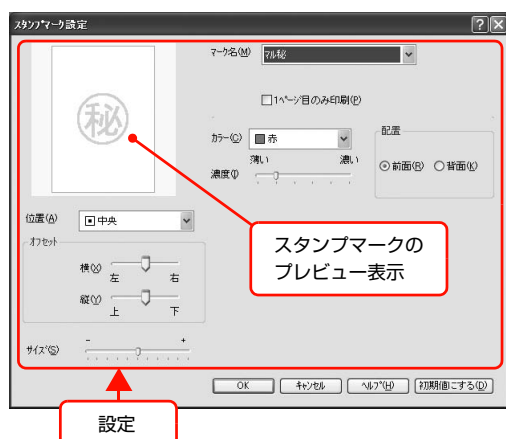 スタンプマーク設定
マーク名(M) マル秘
秘
1ページ目のみ印刷(P)
カラー(C) 赤
配置
薄い 濃い
濃度(I)
前面(R) 背面(K)
位置(A) 中央
オフセット
横(X)
左 右
縦(Y)
上 下
スタンプマークの
プレビュー表示
サイズ(S) - +
OK キャンセル ヘルプ(H) 初期値にする(D)
設定